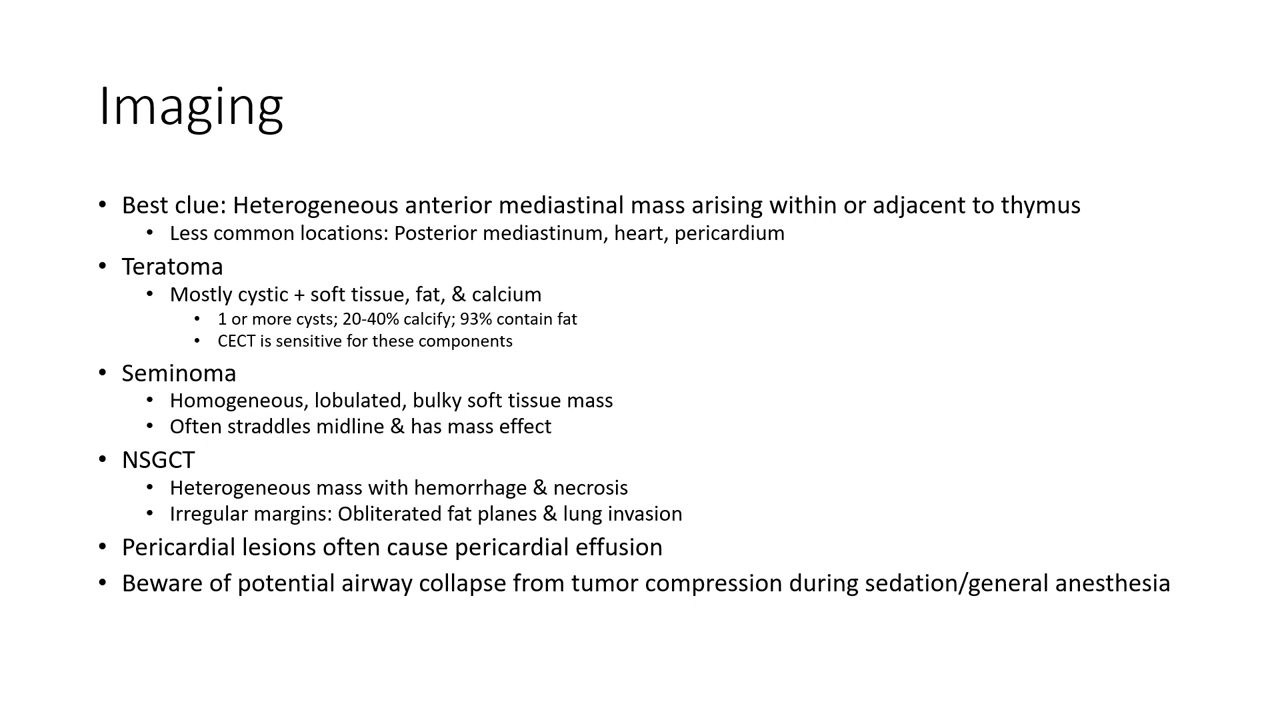 Imaging
• Best clue: Heterogeneous anterior mediastinal mass arising within or adjacent to thymus
• Less common locations: Posterior mediastinum, heart, pericardium
• Teratoma
• Mostly cystic + soft tissue, fat, & calcium
• 1 or more cysts; 20-40% calcify; 93% contain fat
• CECT is sensitive for these components
• Seminoma
• Homogeneous, lobulated, bulky soft tissue mass
• Often straddles midline & has mass effect
• NSGCT
• Heterogeneous mass with hemorrhage & necrosis
• Irregular margins: Obliterated fat planes & lung invasion
• Pericardial lesions often cause pericardial effusion
• Beware of potential airway collapse from tumor compression during sedation/general anesthesia